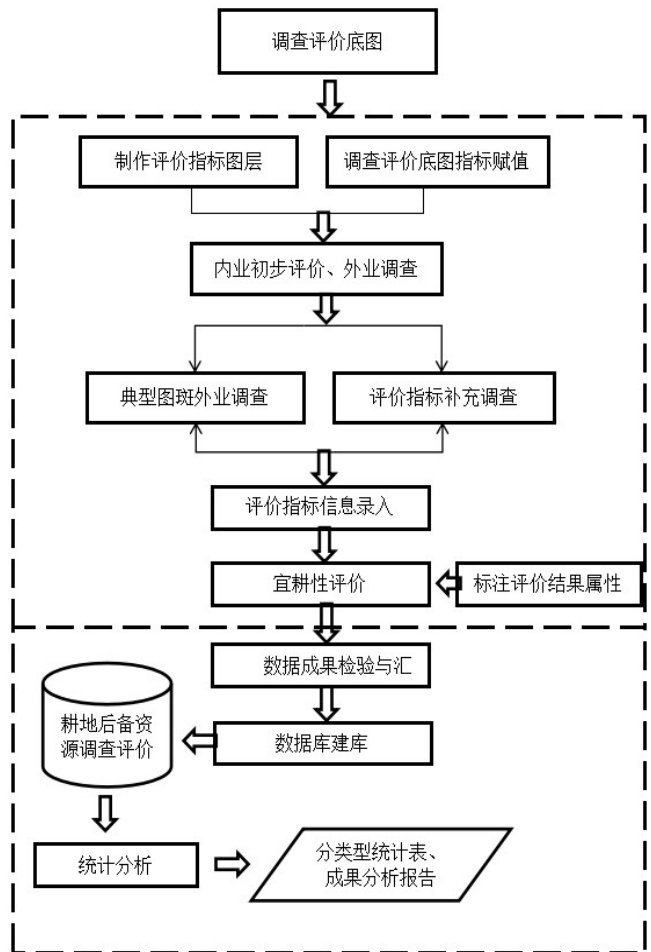 调查评价底图
制作评价指标图层
调查评价底图指标赋值
内业初步评价、外业调查
典型图斑外业调查
评价指标补充调查
评价指标信息录入
宜耕性评价
标注评价结果属性
数据成果检验与汇
耕地后备资
源调查评价
数据库建库
统计分析
分类型统计表、
成果分析报告